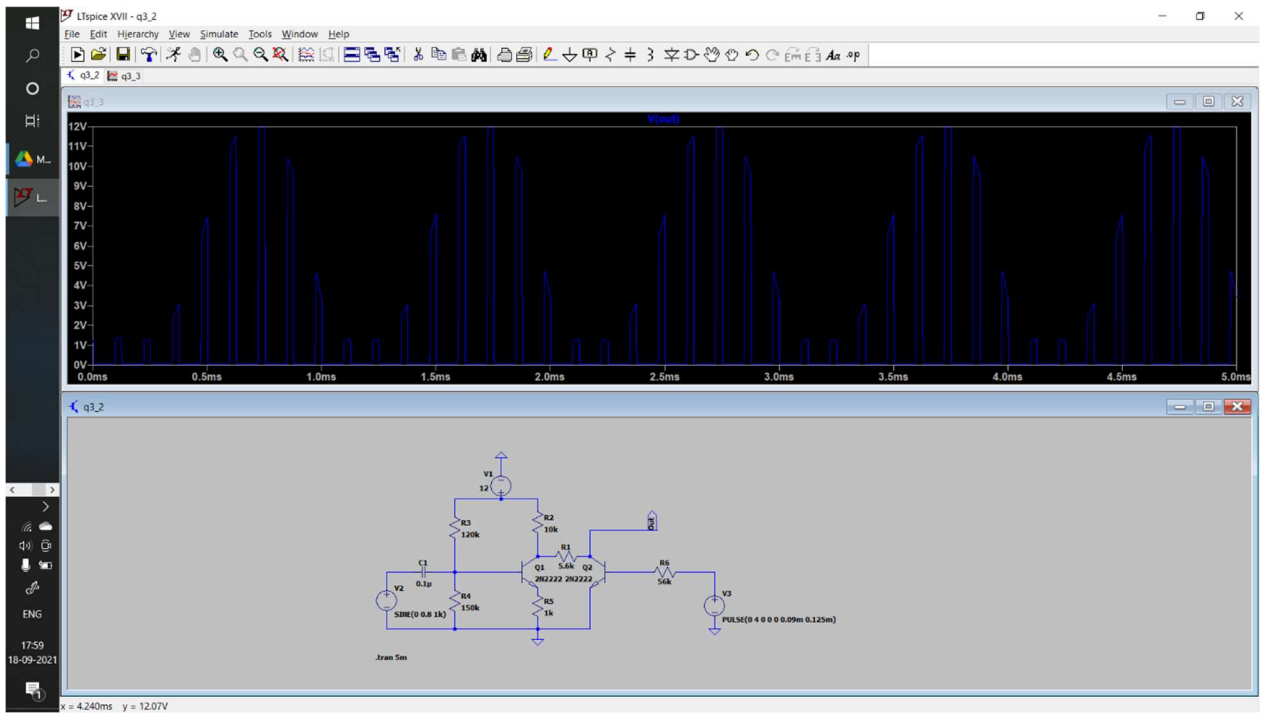 LTspice XVII - q3_2
File Edit Hierarchy View Simulate Tools Window Help
q3_2 q3_3
q3_3
V(out)
12V
11V
10V
9V
8V
7V
6V
5V
4V
3V
2V
1V
0V
0.0ms 0.5ms 1.0ms 1.5ms 2.0ms 2.5ms 3.0ms 3.5ms 4.0ms 4.5ms 5.0ms
q3_2
V1
12
R3
120k
R2
10k
Out
R1
5.6k
C1
0.1µ
Q1
2N2222
Q2
2N2222
R6
56k
V2
SINE(0 0.8 1k)
R4
150k
R5
1k
V3
PULSE(0 4 0 0 0 0.09m 0.125m)
.tran 5m
M...
L...
ENG
17:59
18-09-2021
1
x = 4.240ms y = 12.07V